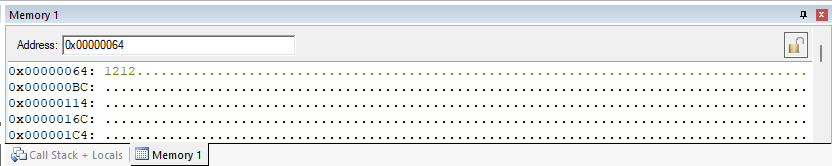 Memory 1
Address: 0x00000064
0x00000064: 1212....................................................................................
0x000000BC: ........................................................................................
0x00000114: ........................................................................................
0x0000016C: ........................................................................................
0x000001C4: ........................................................................................
Call Stack + Locals Memory 1